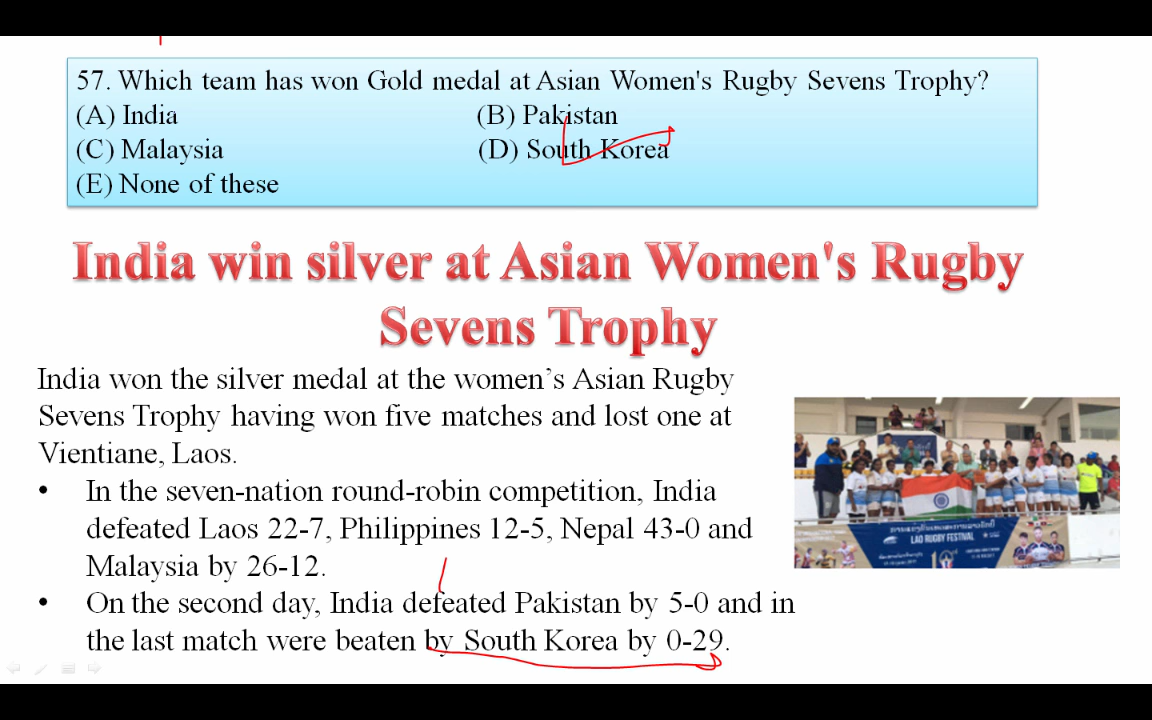 57. Which team has won Gold medal at Asian Women's Rugby Sevens Trophy?
(A) India (B) Pakistan
(C) Malaysia (D) South Korea
(E) None of these
India win silver at Asian Women's Rugby
Sevens Trophy
India won the silver medal at the women’s Asian Rugby
Sevens Trophy having won five matches and lost one at
Vientiane, Laos.
• In the seven-nation round-robin competition, India
defeated Laos 22-7, Philippines 12-5, Nepal 43-0 and
Malaysia by 26-12.
• On the second day, India defeated Pakistan by 5-0 and in
the last match were beaten by South Korea by 0-29.
LAO RUGBY FESTIVAL